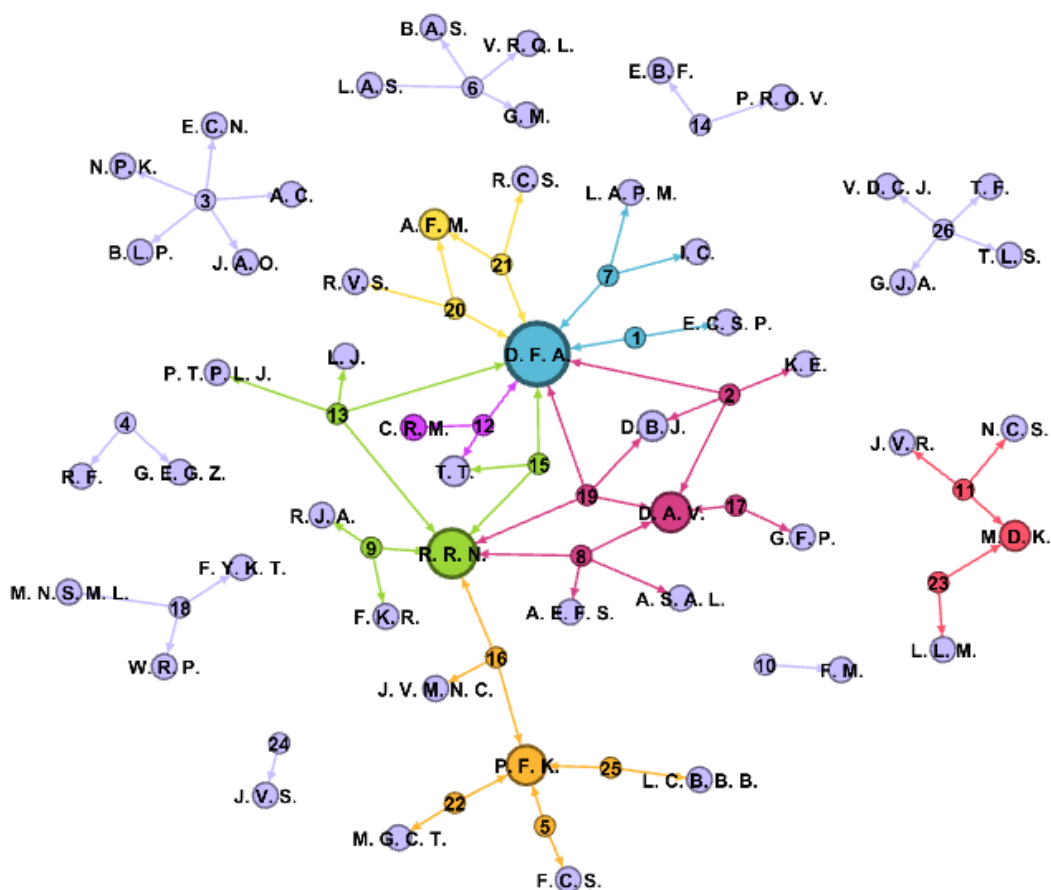 B. A. S.
V. R. Q. L.
L. A. S.
6
G. M.
E. B. F.
P. R. O. V.
14
E. C. N.
N. P. K.
3
A. C.
B. L. P.
J. A. O.
R. C. S.
L. A. P. M.
V. D. C. J.
T. F.
26
T. L. S.
G. J. A.
A. F. M.
21
7
I. C.
R. V. S.
20
1
E. C. S. P.
D. F. A.
L. J.
P. T. P. L. J.
13
K. E.
2
C. R. M.
12
D. B. J.
4
R. F.
G. E. G. Z.
T. T.
15
J. V. R.
N. C. S.
11
19
D. A. V.
17
R. J. A.
9
R. R. N.
G. F. P.
M. D. K.
8
23
F. Y. K. T.
M. N. S. M. L.
18
F. K. R.
A. E. F. S.
A. S. A. L.
W. R. P.
16
L. L. M.
10
F. M.
J. V. M. N. C.
24
J. V. S.
P. F. K.
25
L. C. B. B. B.
22
5
M. G. C. T.
F. C. S.